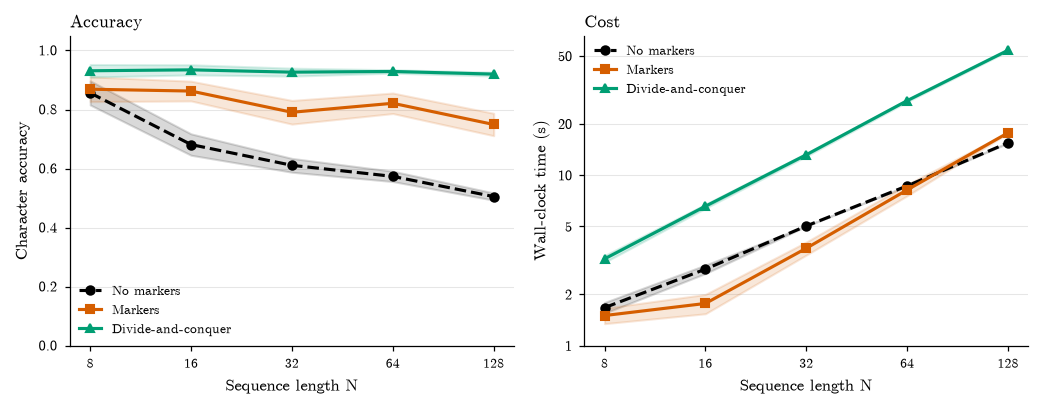 Accuracy
1.0
0.8
0.6
0.4
0.2
0.0
Character accuracy
No markers
Markers
Divide-and-conquer
8
16
32
64
128
Sequence length N
Cost
50
20
10
5
2
1
Wall-clock time (s)
No markers
Markers
Divide-and-conquer
8
16
32
64
128
Sequence length N